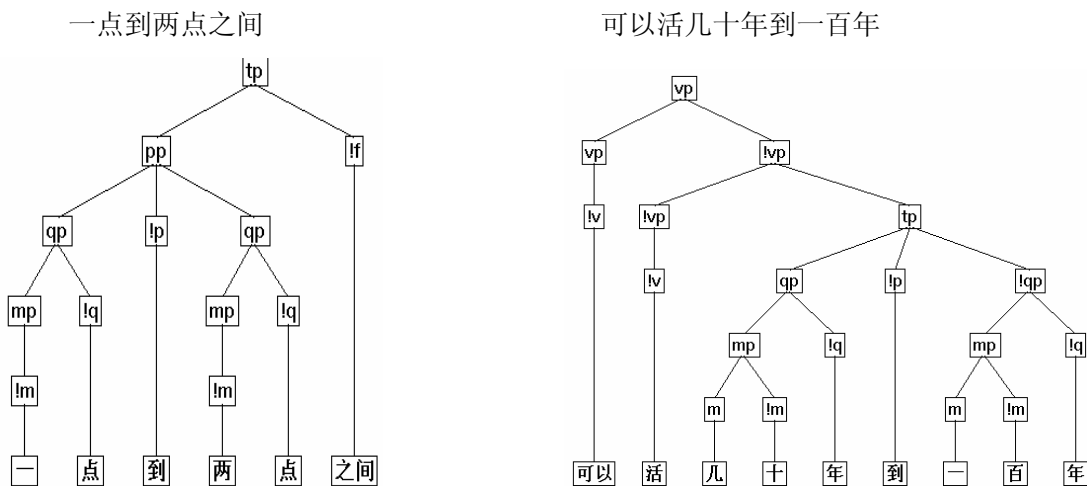 一点到两点之间
可以活几十年到一百年
tp
pp !f
qp !p qp
mp !q mp !q
!m !m
一 点 到 两 点 之间
vp
vp !vp
!v !vp tp
!v qp !p !qp
mp !q mp !q
m !m m !m
可以 活 几 十 年 到 一 百 年